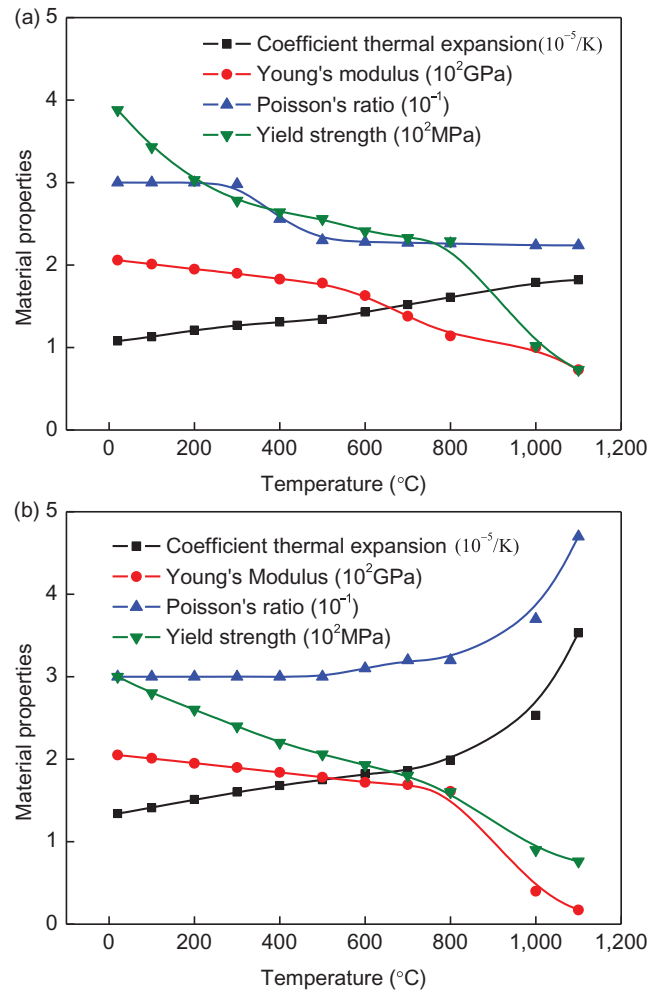 (a)
5
4
3
2
1
0
Material properties
Coefficient thermal expansion(10⁻⁵/K)
Young's modulus (10²GPa)
Poisson's ratio (10⁻¹)
Yield strength (10²MPa)
0 200 400 600 800 1,000 1,200
Temperature (°C)
(b)
5
4
3
2
1
0
Material properties
Coefficient thermal expansion (10⁻⁵/K)
Young's Modulus (10²GPa)
Poisson's ratio (10⁻¹)
Yield strength (10²MPa)
0 200 400 600 800 1,000 1,200
Temperature (°C)